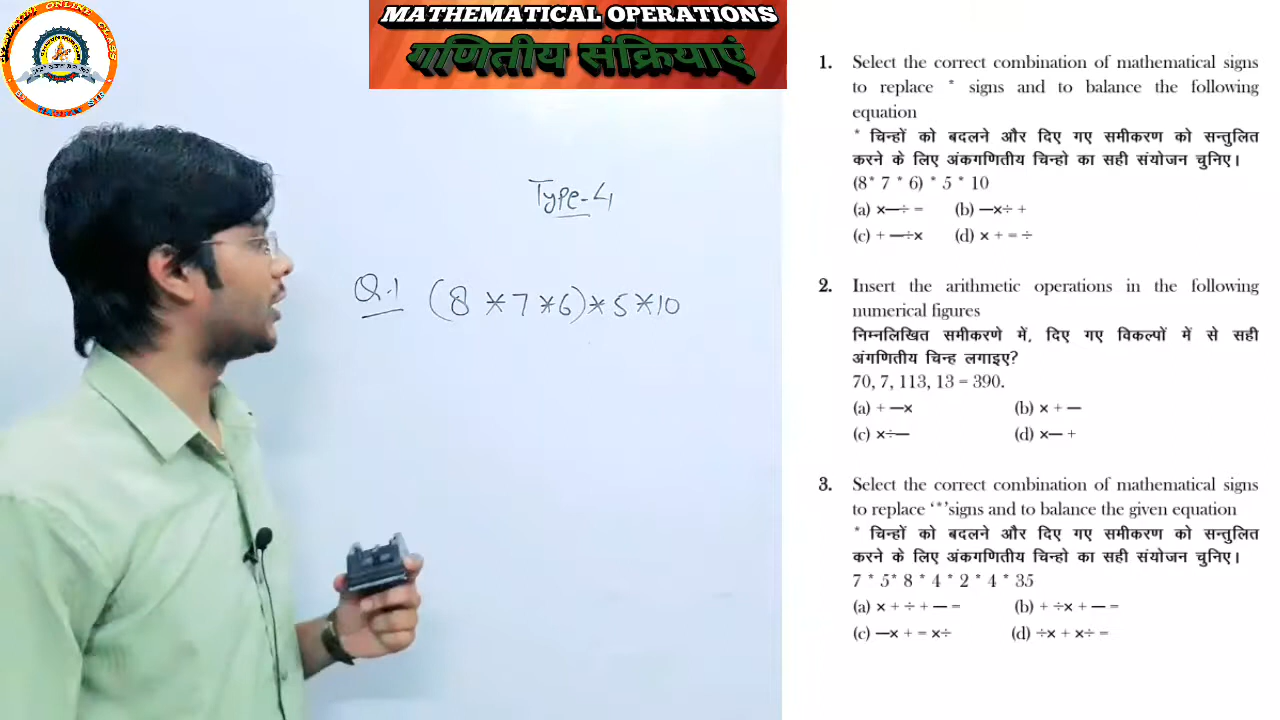 ONLINE CLASS
MATHEMATICAL OPERATIONS
गणितीय संक्रियाएं
Type-4
Q.1 (8 * 7 * 6) * 5 * 10
1. Select the correct combination of mathematical signs
to replace * signs and to balance the following
equation
* चिन्हों को बदलने और दिए गए समीकरण को सन्तुलित
करने के लिए अंकगणितीय चिन्हो का सही संयोजन चुनिए।
(8* 7 * 6) * 5 * 10
(a) ×—÷ = (b) —×÷ +
(c) + —÷× (d) × + = ÷
2. Insert the arithmetic operations in the following
numerical figures
निम्नलिखित समीकरणे में, दिए गए विकल्पों में से सही
अंगणितीय चिन्ह लगाइए?
70, 7, 113, 13 = 390.
(a) + —× (b) × + —
(c) ×÷— (d) ×— +
3. Select the correct combination of mathematical signs
to replace ‘*’signs and to balance the given equation
* चिन्हों को बदलने और दिए गए समीकरण को सन्तुलित
करने के लिए अंकगणितीय चिन्हो का सही संयोजन चुनिए।
7 * 5* 8 * 4 * 2 * 4 * 35
(a) × + ÷ + — = (b) + ÷× + — =
(c) —× + = ×÷ (d) ÷× + ×÷ =